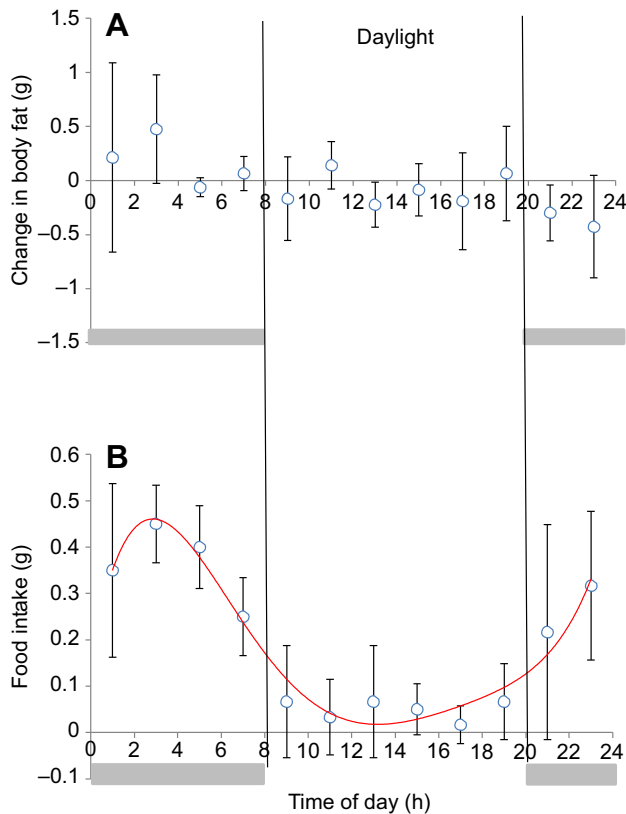 A
Daylight
Change in body fat (g)
1.5
1
0.5
0
–0.5
–1
–1.5
0 2 4 6 8 10 12 14 16 18 20 22 24
B
Food intake (g)
0.6
0.5
0.4
0.3
0.2
0.1
0
–0.1
0 2 4 6 8 10 12 14 16 18 20 22 24
Time of day (h)